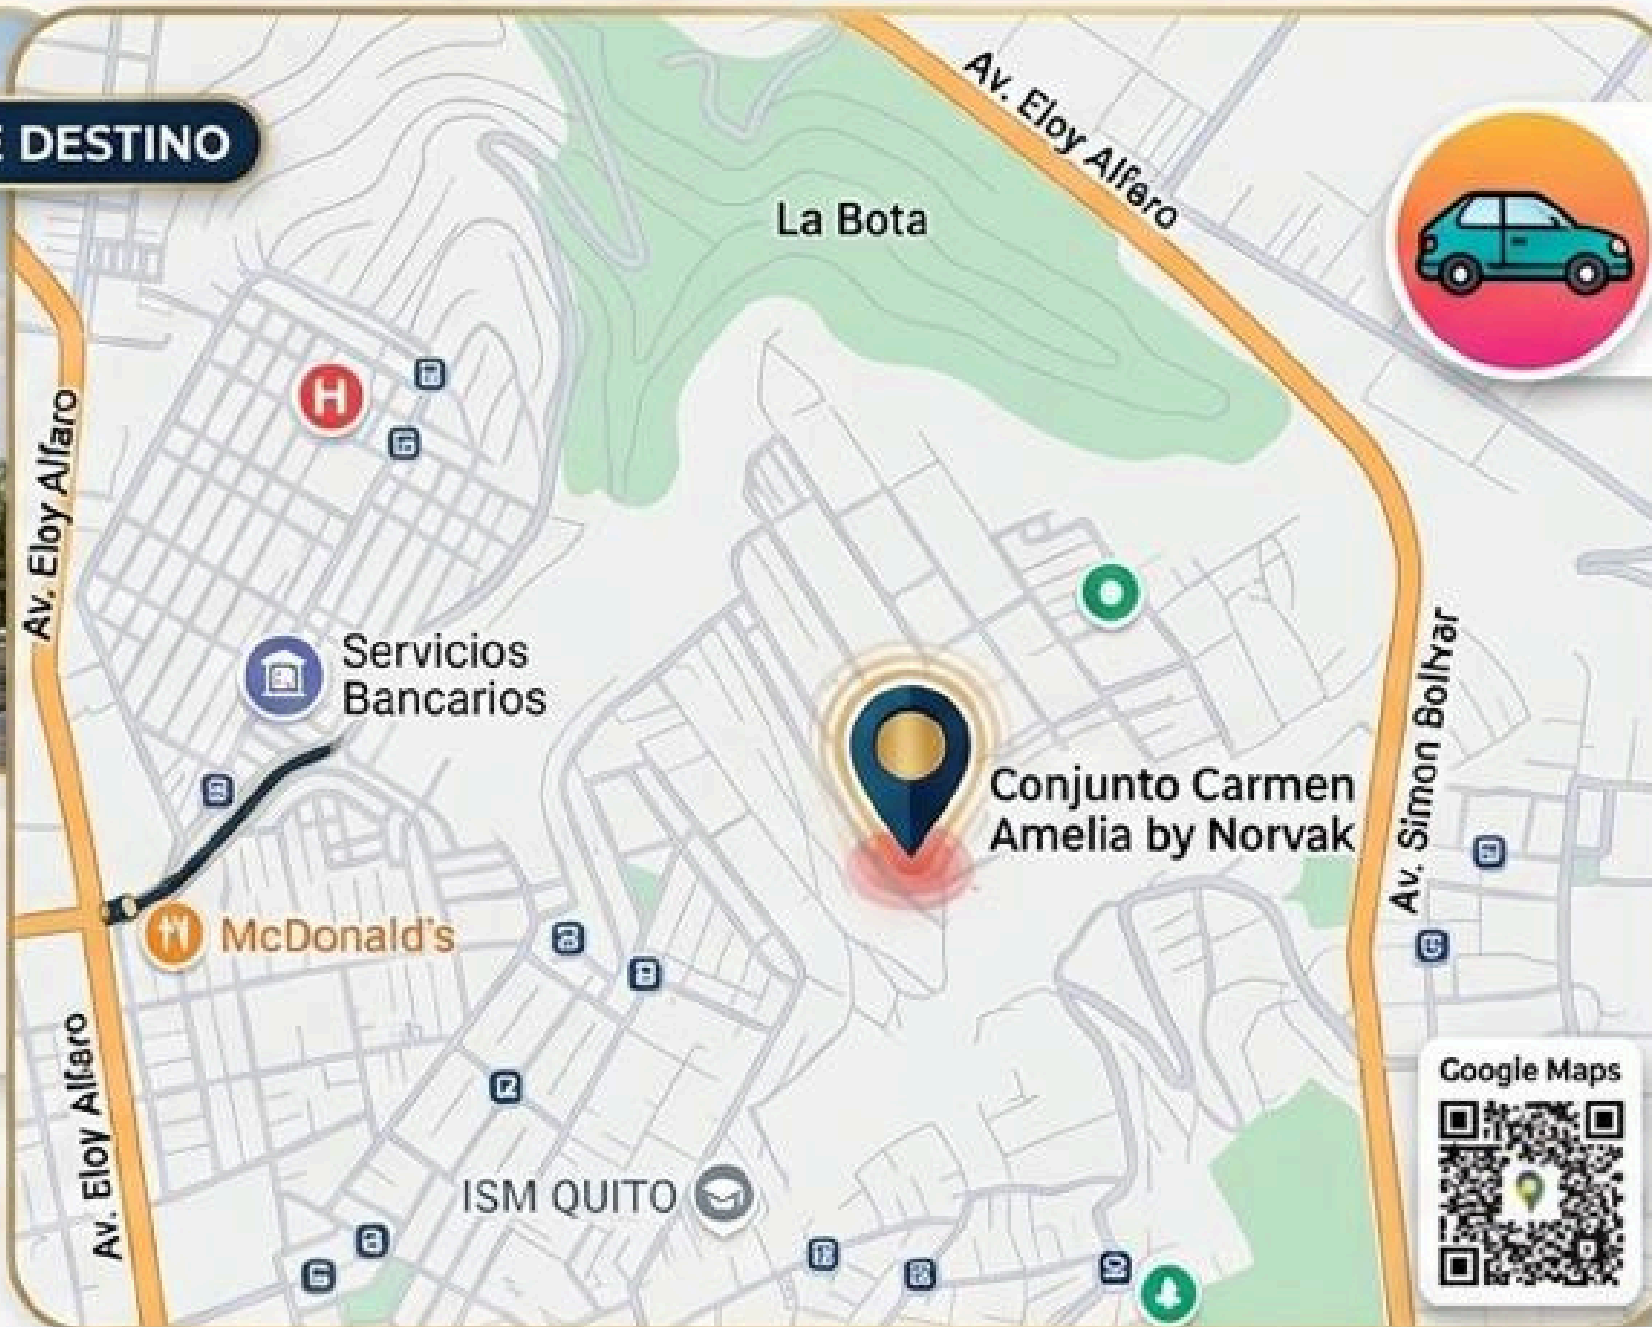 E DESTINO
Av. Eloy Alfaro
La Bota
H
Av. Eloy Alfaro
Servicios
Bancarios
Conjunto Carmen
Amelia by Norvak
Av. Simon Bolivar
McDonald's
Av. Eloy Alfaro
Google Maps
ISM QUITO